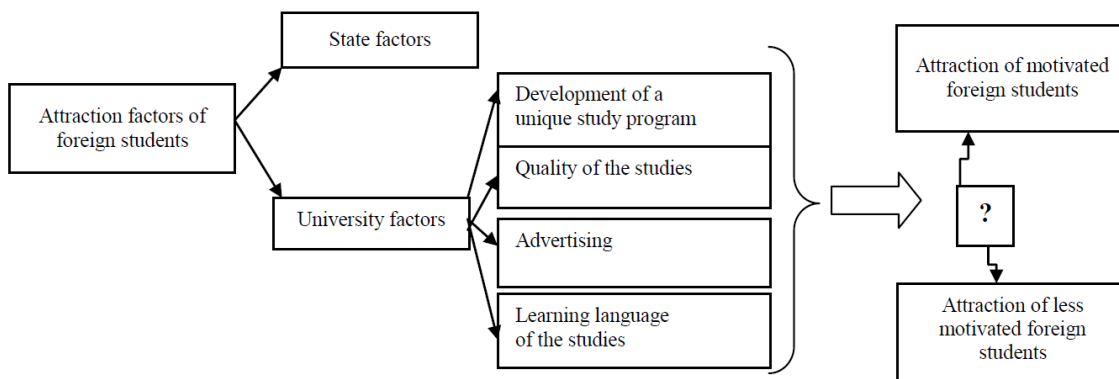 State factors
Attraction factors of
foreign students
University factors
Development of a
unique study program
Quality of the studies
Advertising
Learning language
of the studies
Attraction of motivated
foreign students
?
Attraction of less
motivated foreign
students